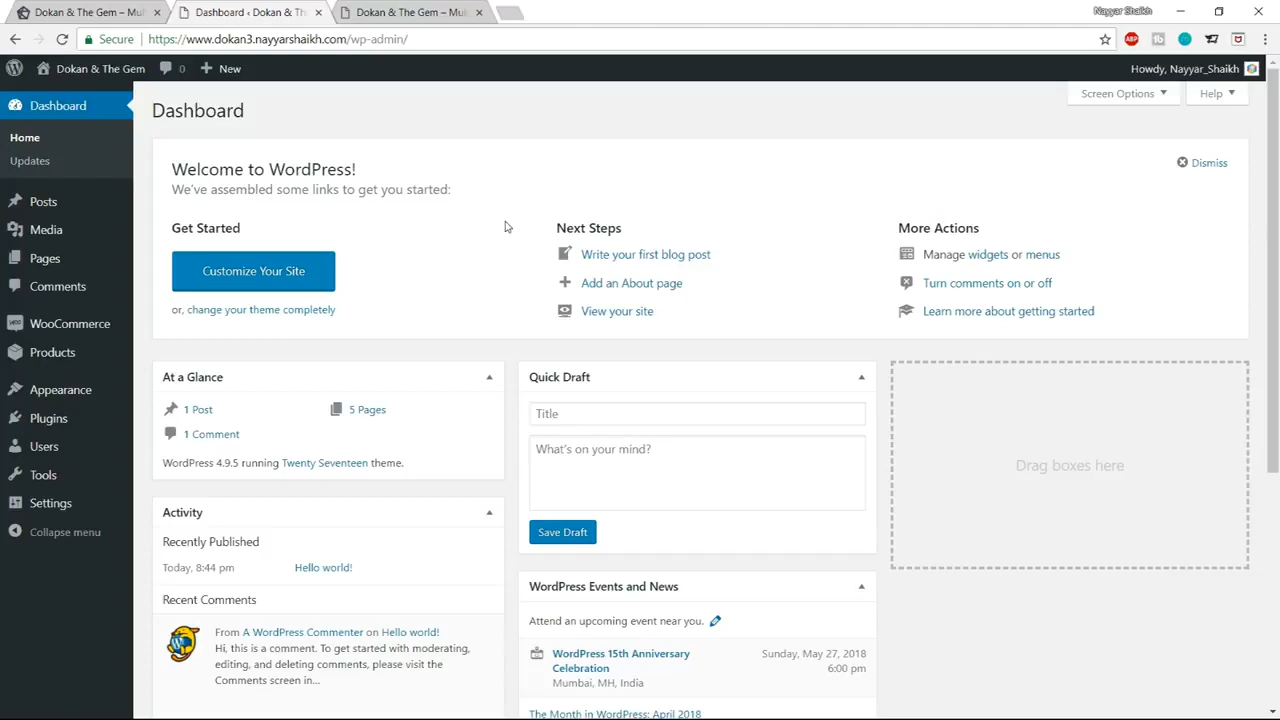 Dokan & The Gem – Mul
Dashboard ‹ Dokan & Th
Dokan & The Gem – Mul
Nayyar Shaikh
Secure
https://www.dokan3.nayyarshaikh.com/wp-admin/
Dokan & The Gem
0
New
Howdy, Nayyar_Shaikh
Dashboard
Home
Updates
Posts
Media
Pages
Comments
WooCommerce
Products
Appearance
Plugins
Users
Tools
Settings
Collapse menu
Screen Options
Help
Dashboard
Welcome to WordPress!
We've assembled some links to get you started:
Dismiss
Get Started
Customize Your Site
or, change your theme completely
Next Steps
Write your first blog post
Add an About page
View your site
More Actions
Manage widgets or menus
Turn comments on or off
Learn more about getting started
At a Glance
1 Post
5 Pages
1 Comment
WordPress 4.9.5 running Twenty Seventeen theme.
Activity
Recently Published
Today, 8:44 pm
Hello world!
Recent Comments
From A WordPress Commenter on Hello world!
Hi, this is a comment. To get started with moderating,
editing, and deleting comments, please visit the
Comments screen in…
Quick Draft
Title
What's on your mind?
Save Draft
WordPress Events and News
Attend an upcoming event near you.
WordPress 15th Anniversary
Celebration
Mumbai, MH, India
Sunday, May 27, 2018
6:00 pm
The Month in WordPress: April 2018
Drag boxes here
ABP